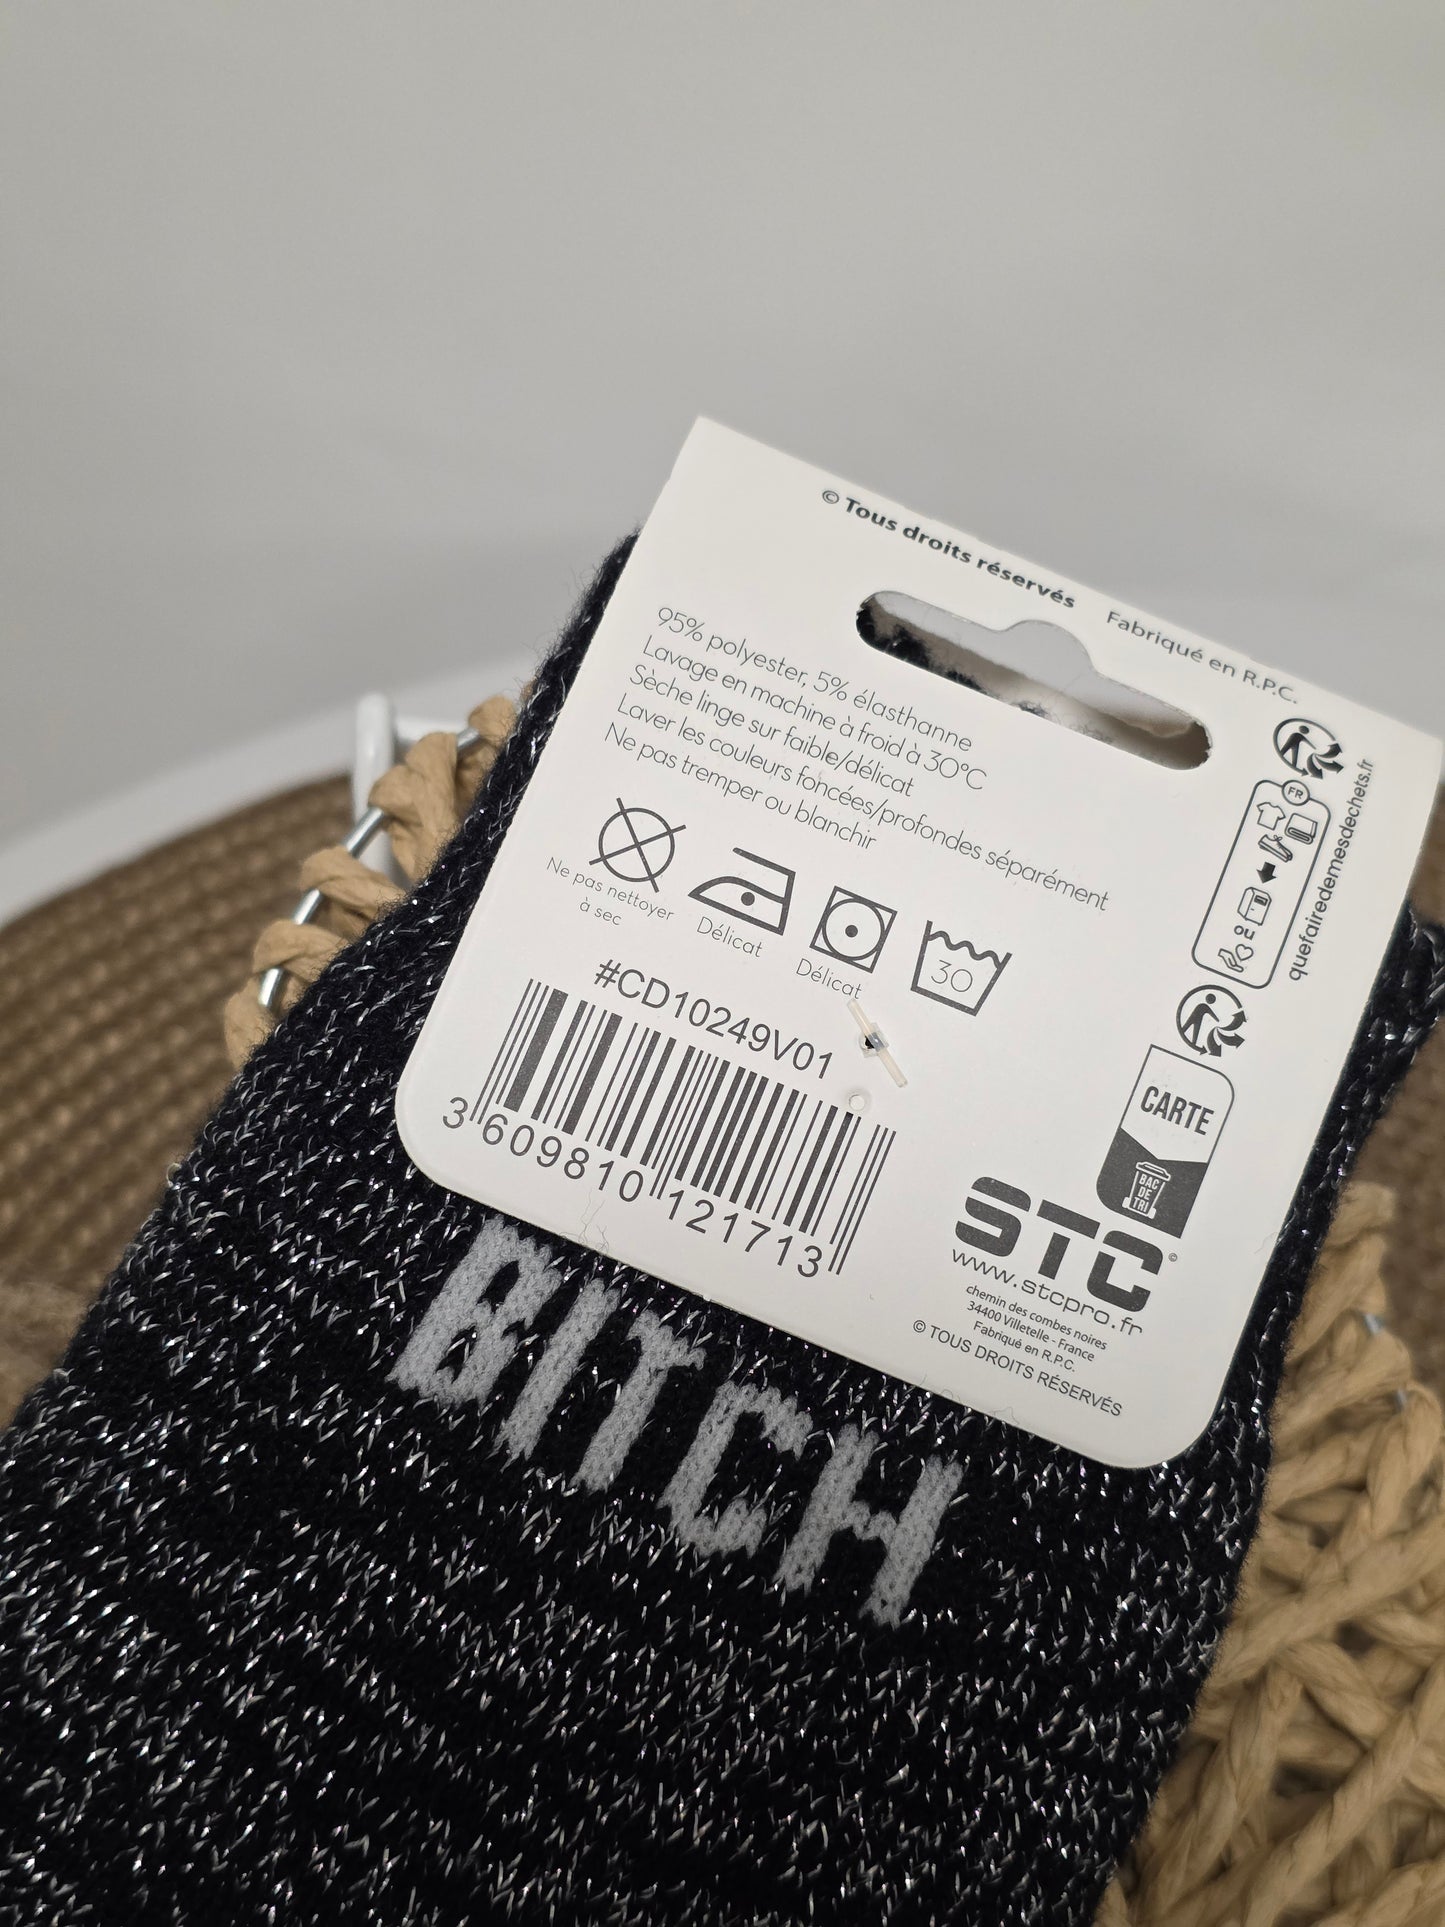 © Tous droits réservés Fabriqué en R.P.C.
95% polyester, 5% élasthanne
Lavage en machine à froid à 30°C
Sèche linge sur faible/délicat
Laver les couleurs foncées/profondes séparément
Ne pas tremper ou blanchir
Ne pas nettoyer
à sec
Délicat
Délicat
30
#CD10249V01
3 609810 121713
FR
quefairedemesdechets.fr
CARTE
BAC
DE
TRI
STC©
www.stcpro.fr
chemin des combes noires
34400 Villetelle - France
Fabriqué en R.P.C.
© TOUS DROITS RÉSERVÉS
BITCH